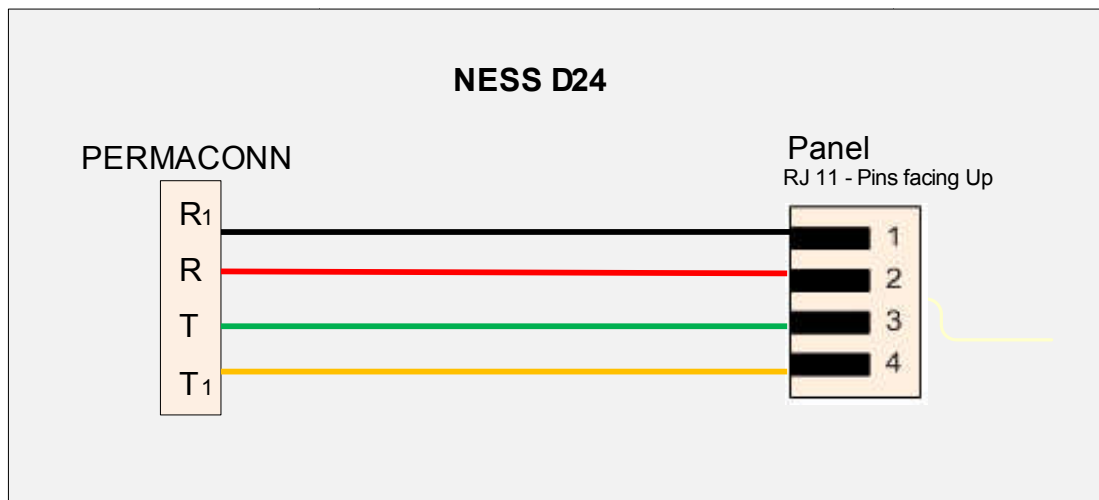 NESS D24
PERMACONN
Panel
RJ 11 - Pins facing Up
R1
1
R
2
T
3
T1
4